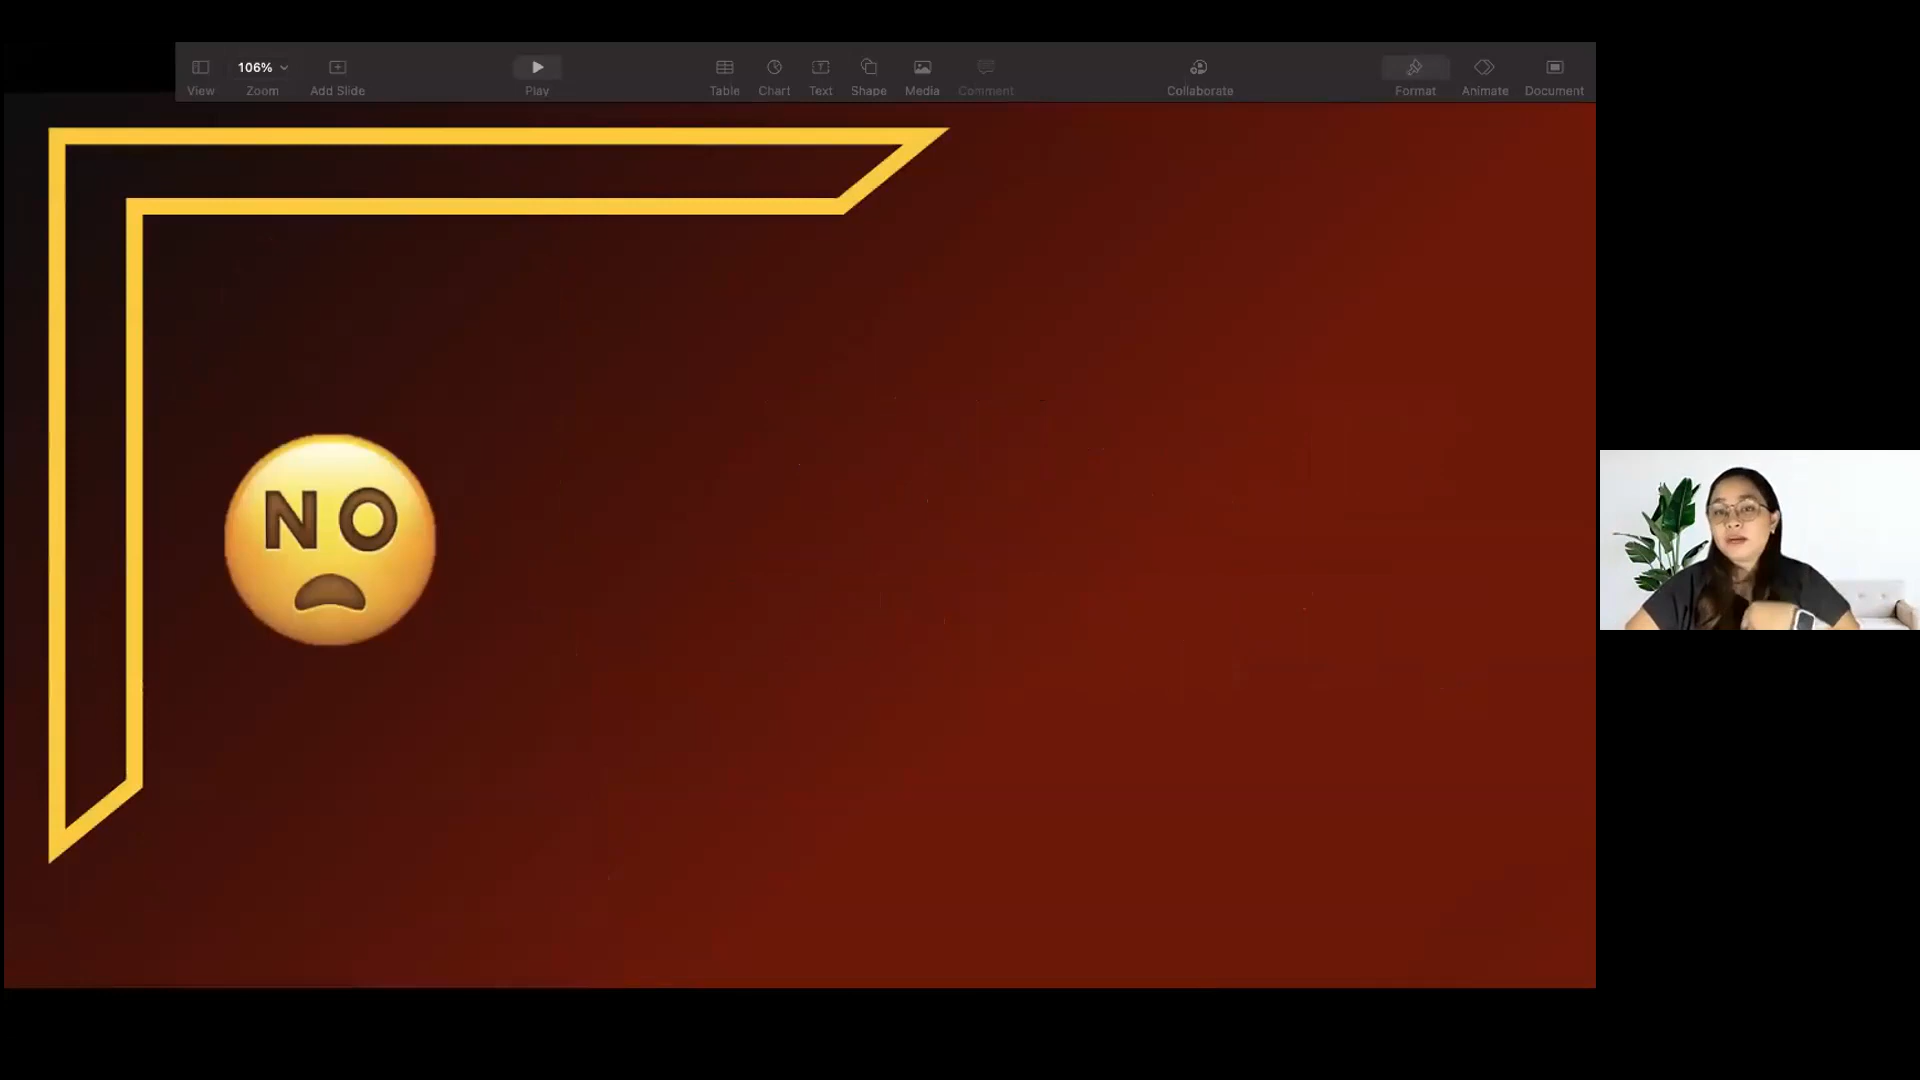 106%
View Zoom Add Slide Play Table Chart Text Shape Media Comment Collaborate Format Animate Document
NO